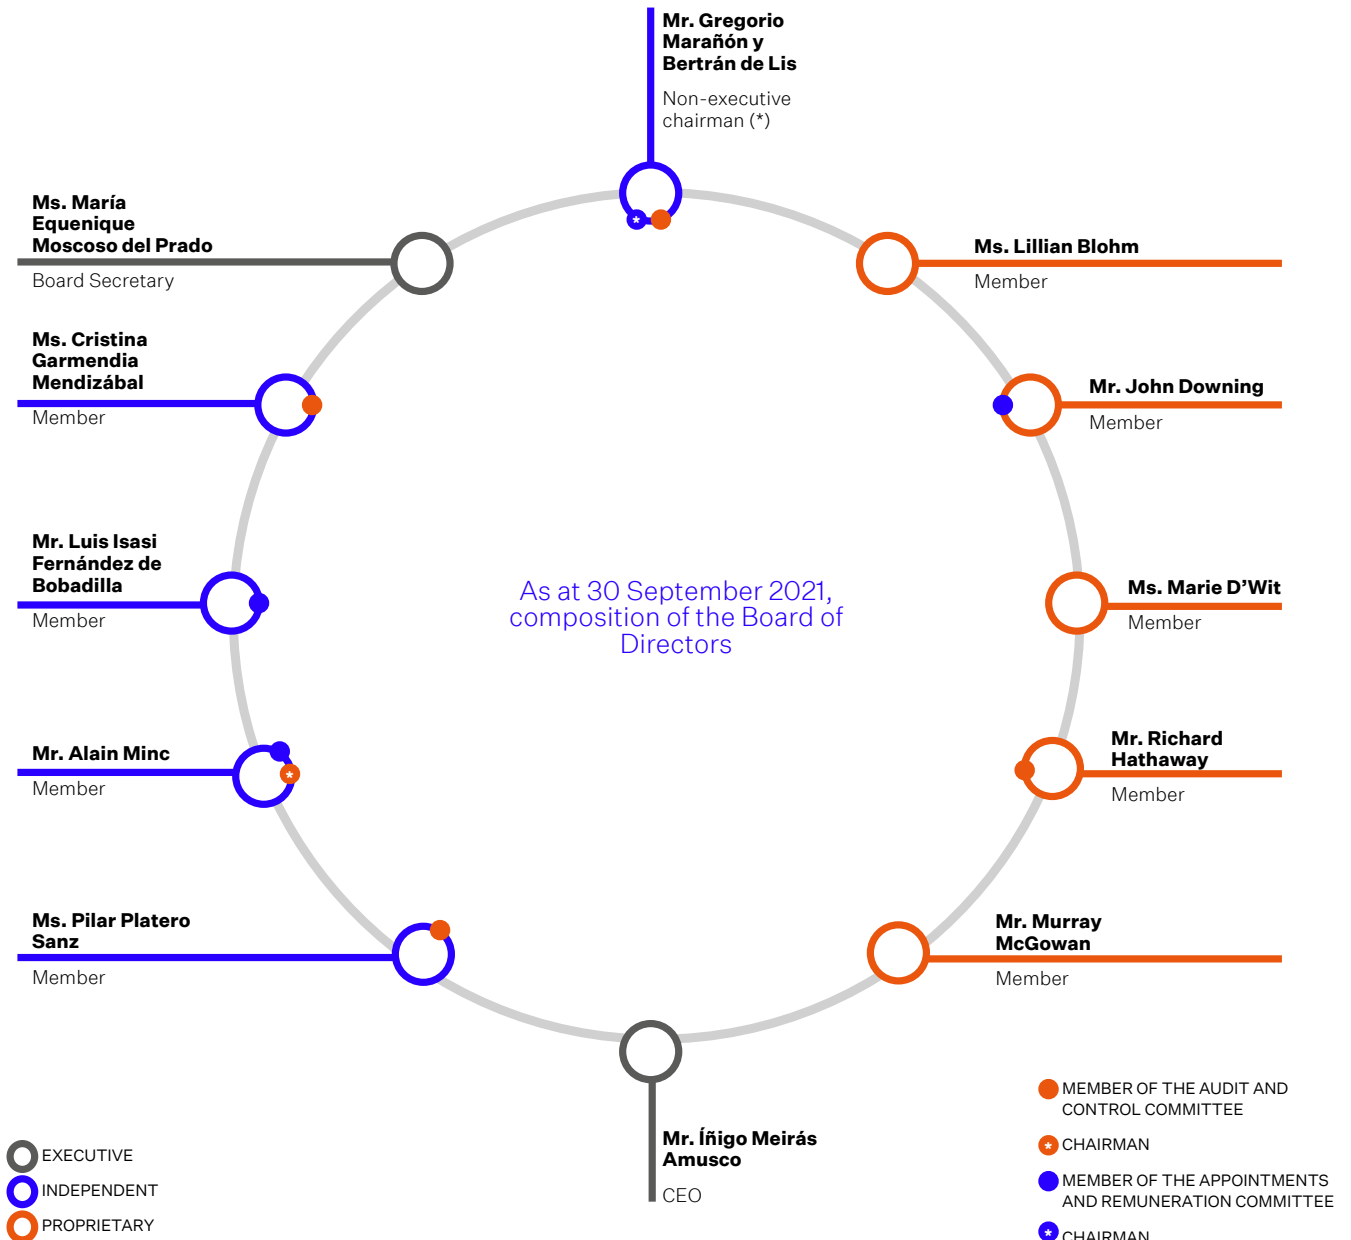 Mr. Gregorio
Marañón y
Bertrán de Lis
Non-executive
chairman (*)
Ms. María
Equenique
Moscoso del Prado
Board Secretary
Ms. Lillian Blohm
Member
Ms. Cristina
Garmendia
Mendizábal
Member
Mr. John Downing
Member
Mr. Luis Isasi
Fernández de
Bobadilla
Member
As at 30 September 2021,
composition of the Board of
Directors
Ms. Marie D’Wit
Member
Mr. Alain Minc
Member
Mr. Richard
Hathaway
Member
Ms. Pilar Platero
Sanz
Member
Mr. Murray
McGowan
Member
Mr. Íñigo Meirás
Amusco
CEO
EXECUTIVE
INDEPENDENT
PROPRIETARY
MEMBER OF THE AUDIT AND
CONTROL COMMITTEE
* CHAIRMAN
MEMBER OF THE APPOINTMENTS
AND REMUNERATION COMMITTEE
* CHAIRMAN